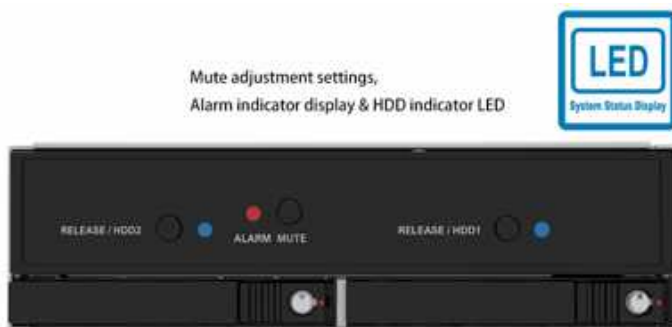 LED
System Status Display
Mute adjustment settings,
Alarm indicator display & HDD indicator LED
RELEASE / HDD2
ALARM MUTE
RELEASE / HDD1